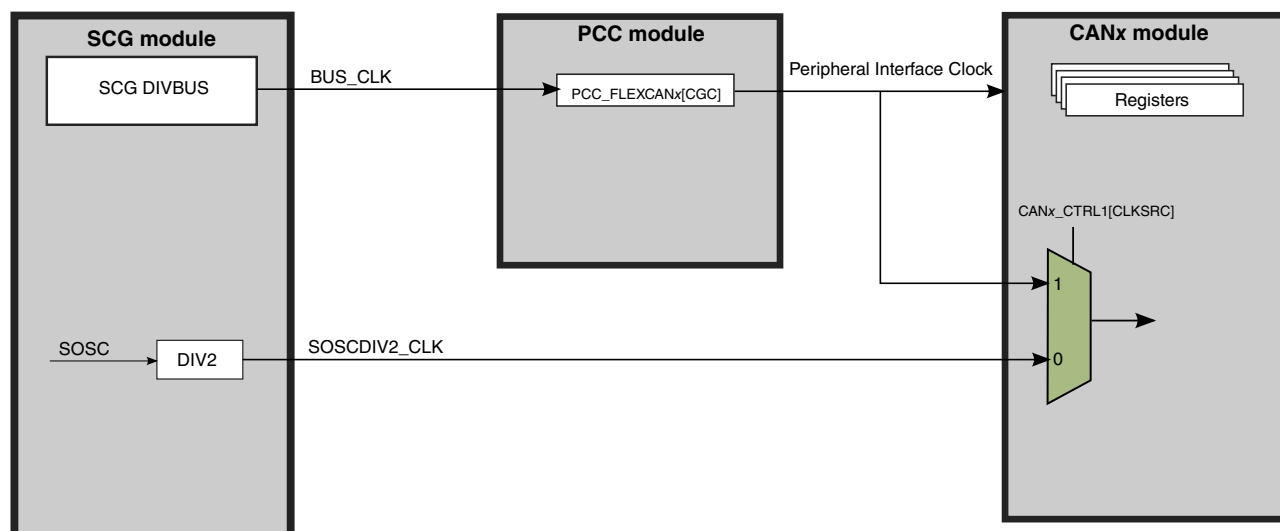 SCG module
PCC module
CANx module
SCG DIVBUS
BUS_CLK
PCC_FLEXCANx[CGC]
Peripheral Interface Clock
Registers
CANx_CTRL1[CLKSRC]
1
SOSC
DIV2
SOSCDIV2_CLK
0